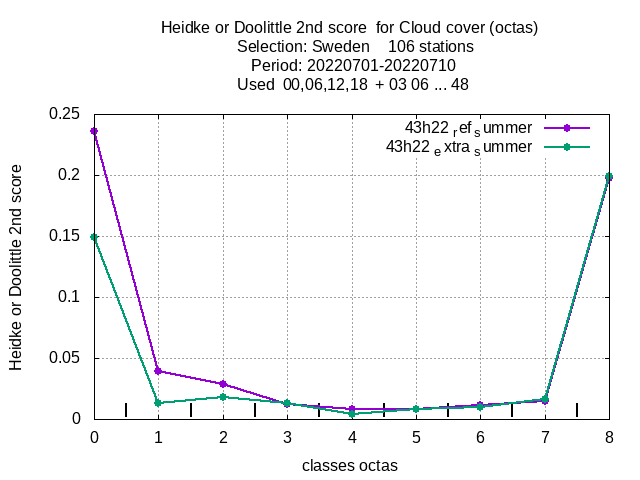 Heidke or Doolittle 2nd score  for Cloud cover (octas)
Selection: Sweden    106 stations
Period: 20220701-20220710
Used  00,06,12,18  + 03 06 ... 48
43h22 ref summer
43h22 extra summer
Heidke or Doolittle 2nd score
0.25
0.2
0.15
0.1
0.05
0
0 1 2 3 4 5 6 7 8
classes octas